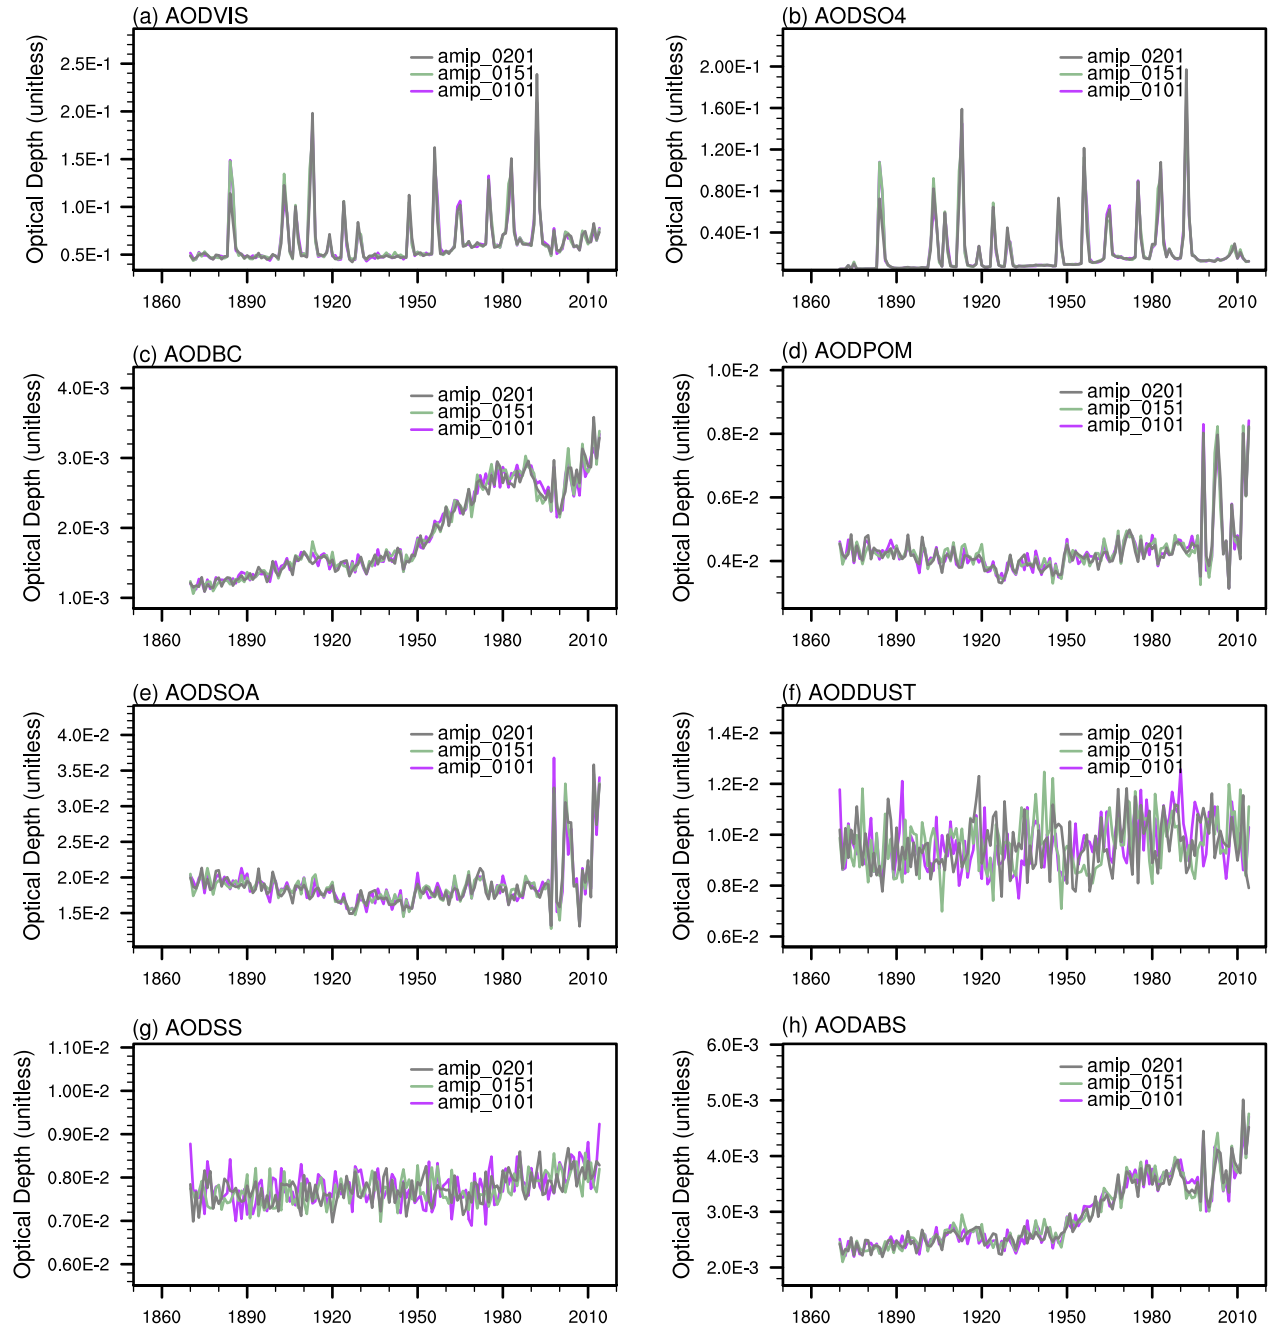 (a) AODVIS
Optical Depth (unitless)
2.5E-1
2.0E-1
1.5E-1
1.0E-1
0.5E-1
amip_0201
amip_0151
amip_0101
1860 1890 1920 1950 1980 2010
(b) AODSO4
Optical Depth (unitless)
2.00E-1
1.60E-1
1.20E-1
0.80E-1
0.40E-1
amip_0201
amip_0151
amip_0101
1860 1890 1920 1950 1980 2010
(c) AODBC
Optical Depth (unitless)
4.0E-3
3.0E-3
2.0E-3
1.0E-3
amip_0201
amip_0151
amip_0101
1860 1890 1920 1950 1980 2010
(d) AODPOM
Optical Depth (unitless)
1.0E-2
0.8E-2
0.6E-2
0.4E-2
amip_0201
amip_0151
amip_0101
1860 1890 1920 1950 1980 2010
(e) AODSOA
Optical Depth (unitless)
4.0E-2
3.5E-2
3.0E-2
2.5E-2
2.0E-2
1.5E-2
amip_0201
amip_0151
amip_0101
1860 1890 1920 1950 1980 2010
(f) AODDUST
Optical Depth (unitless)
1.4E-2
1.2E-2
1.0E-2
0.8E-2
0.6E-2
amip_0201
amip_0151
amip_0101
1860 1890 1920 1950 1980 2010
(g) AODSS
Optical Depth (unitless)
1.10E-2
1.00E-2
0.90E-2
0.80E-2
0.70E-2
0.60E-2
amip_0201
amip_0151
amip_0101
1860 1890 1920 1950 1980 2010
(h) AODABS
Optical Depth (unitless)
6.0E-3
5.0E-3
4.0E-3
3.0E-3
2.0E-3
amip_0201
amip_0151
amip_0101
1860 1890 1920 1950 1980 2010